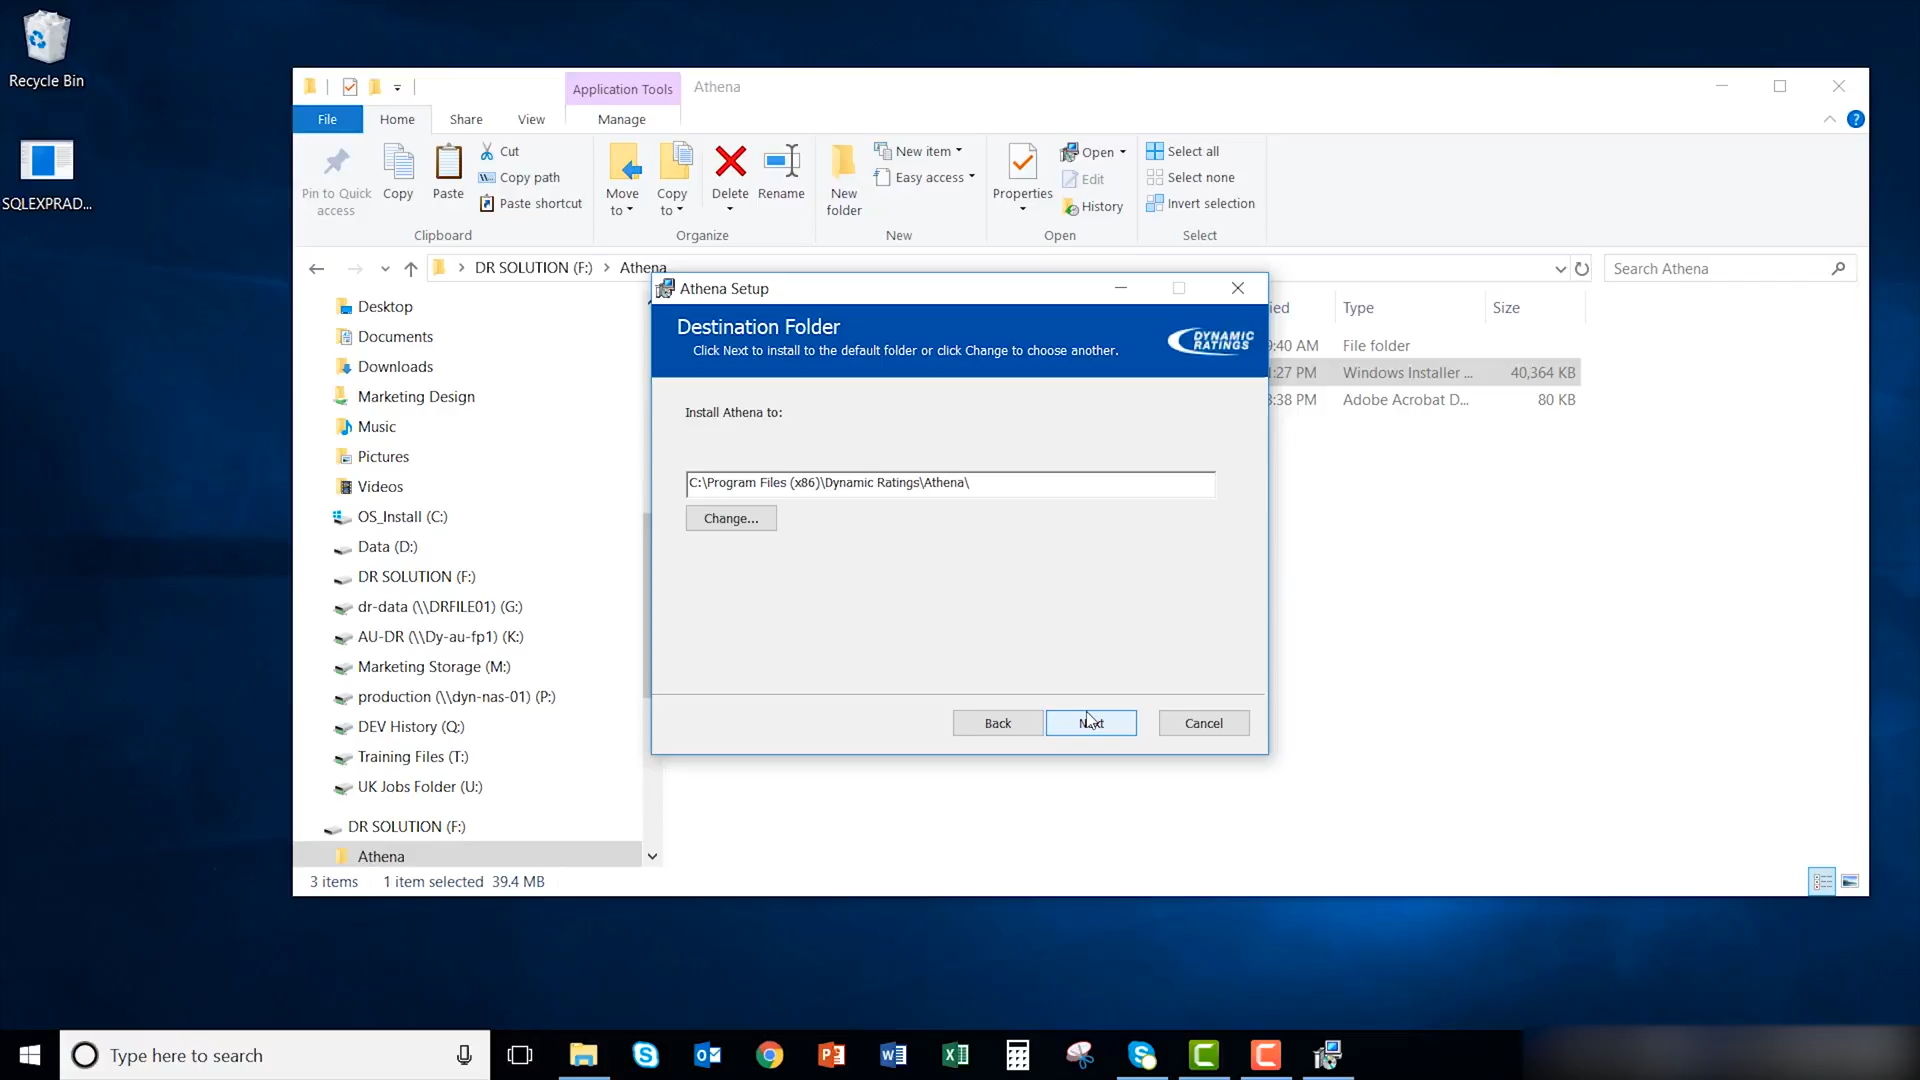 Recycle Bin
SQLEXPRAD...
Application Tools
Athena
File
Home
Share
View
Manage
Pin to Quick
access
Copy
Paste
Cut
Copy path
Paste shortcut
Clipboard
Move
to
Copy
to
Delete
Rename
Organize
New
folder
New item
Easy access
New
Properties
Open
Edit
History
Open
Select all
Select none
Invert selection
Select
DR SOLUTION (F:)
Athena
Search Athena
Desktop
Documents
Downloads
Marketing Design
Music
Pictures
Videos
OS_Install (C:)
Data (D:)
DR SOLUTION (F:)
dr-data (\\DRFILE01) (G:)
AU-DR (\\Dy-au-fp1) (K:)
Marketing Storage (M:)
production (\\dyn-nas-01) (P:)
DEV History (Q:)
Training Files (T:)
UK Jobs Folder (U:)
DR SOLUTION (F:)
Athena
3 items 1 item selected 39.4 MB
Type
Size
9:40 AM File folder
:27 PM Windows Installer ... 40,364 KB
:38 PM Adobe Acrobat D... 80 KB
Athena Setup
Destination Folder
Click Next to install to the default folder or click Change to choose another.
DYNAMIC
RATINGS
Install Athena to:
C:\Program Files (x86)\Dynamic Ratings\Athena\
Change...
Back
Next
Cancel
Type here to search